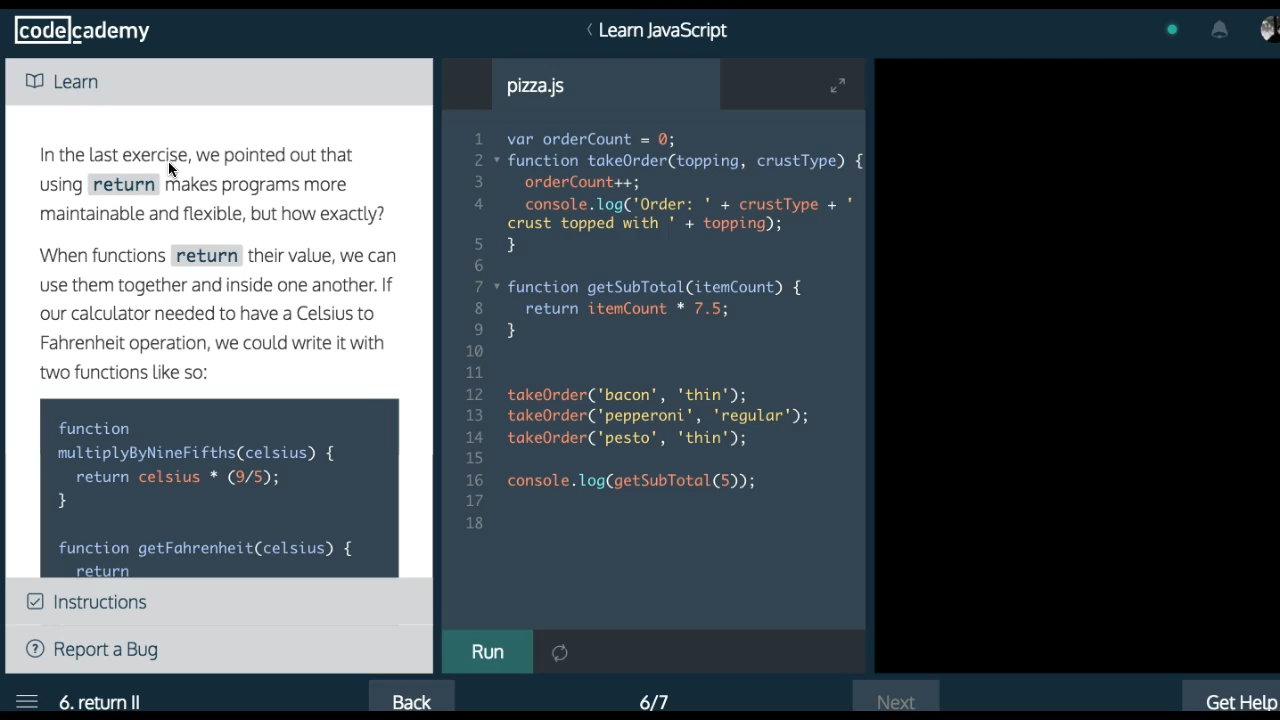 codecademy
Learn JavaScript
Learn
In the last exercise, we pointed out that
using return makes programs more
maintainable and flexible, but how exactly?
When functions return their value, we can
use them together and inside one another. If
our calculator needed to have a Celsius to
Fahrenheit operation, we could write it with
two functions like so:
function
multiplyByNineFifths(celsius) {
return celsius * (9/5);
}
function getFahrenheit(celsius) {
return
Instructions
Report a Bug
pizza.js
1 var orderCount = 0;
2 function takeOrder(topping, crustType) {
3 orderCount++;
4 console.log('Order: ' + crustType + '
crust topped with ' + topping);
5 }
6
7 function getSubTotal(itemCount) {
8 return itemCount * 7.5;
9 }
10
11
12 takeOrder('bacon', 'thin');
13 takeOrder('pepperoni', 'regular');
14 takeOrder('pesto', 'thin');
15
16 console.log(getSubTotal(5));
17
18
Run
6. return II
Back
6/7
Next
Get Help